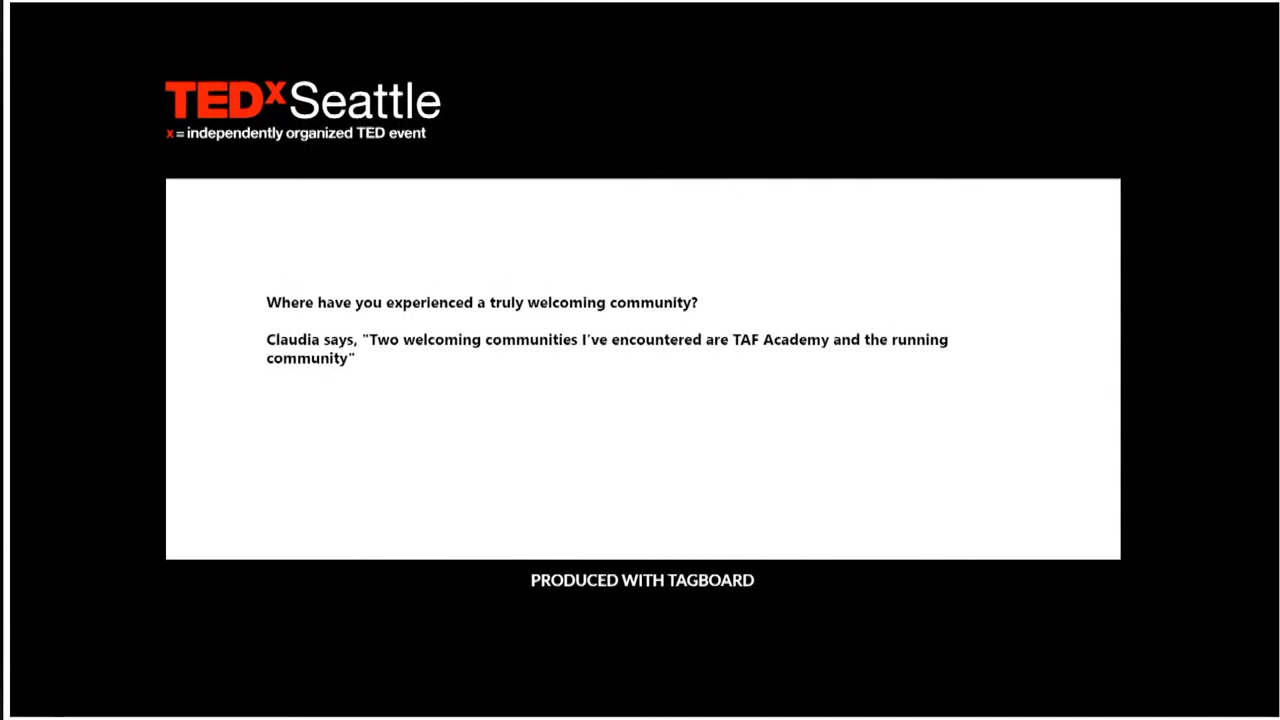 TEDxSeattle
x = independently organized TED event
Where have you experienced a truly welcoming community?
Claudia says, "Two welcoming communities I've encountered are TAF Academy and the running
community"
PRODUCED WITH TAGBOARD